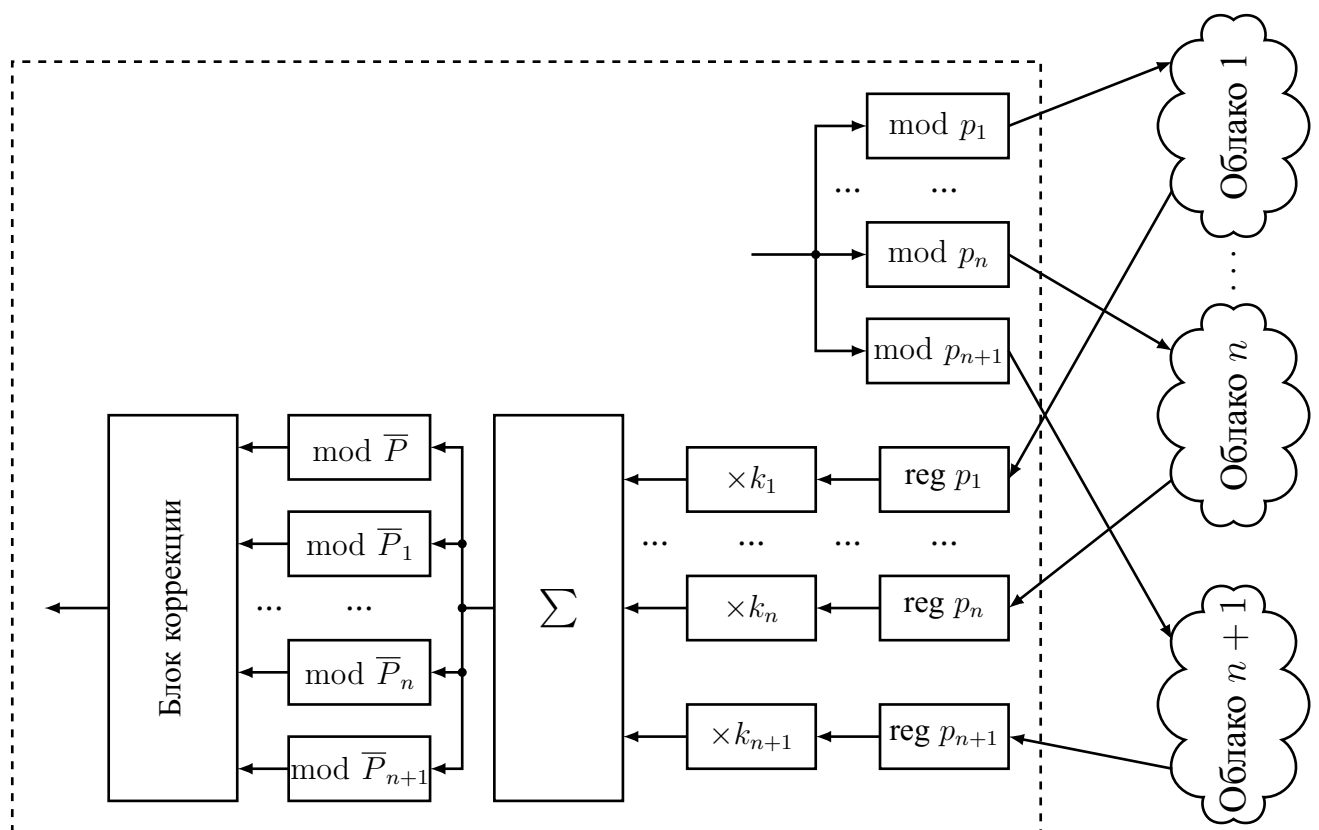 mod p₁
... ...
mod pₙ
mod pₙ₊₁
Облако 1
...
Облако n
Облако n + 1
reg p₁
×k₁
... ... ... ...
reg pₙ
×kₙ
reg pₙ₊₁
×kₙ₊₁
∑
mod P̅
mod P̅₁
... ...
mod P̅ₙ
mod P̅ₙ₊₁
Блок коррекции